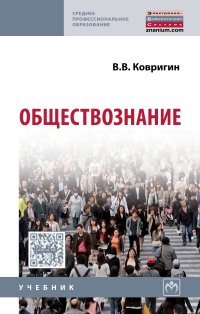 СРЕДНЕЕ
ПРОФЕССИОНАЛЬНОЕ
ОБРАЗОВАНИЕ
Электронно-
Библиотечная
Система
znanium.com
В.В. Ковригин
ОБЩЕСТВОЗНАНИЕ
УЧЕБНИК